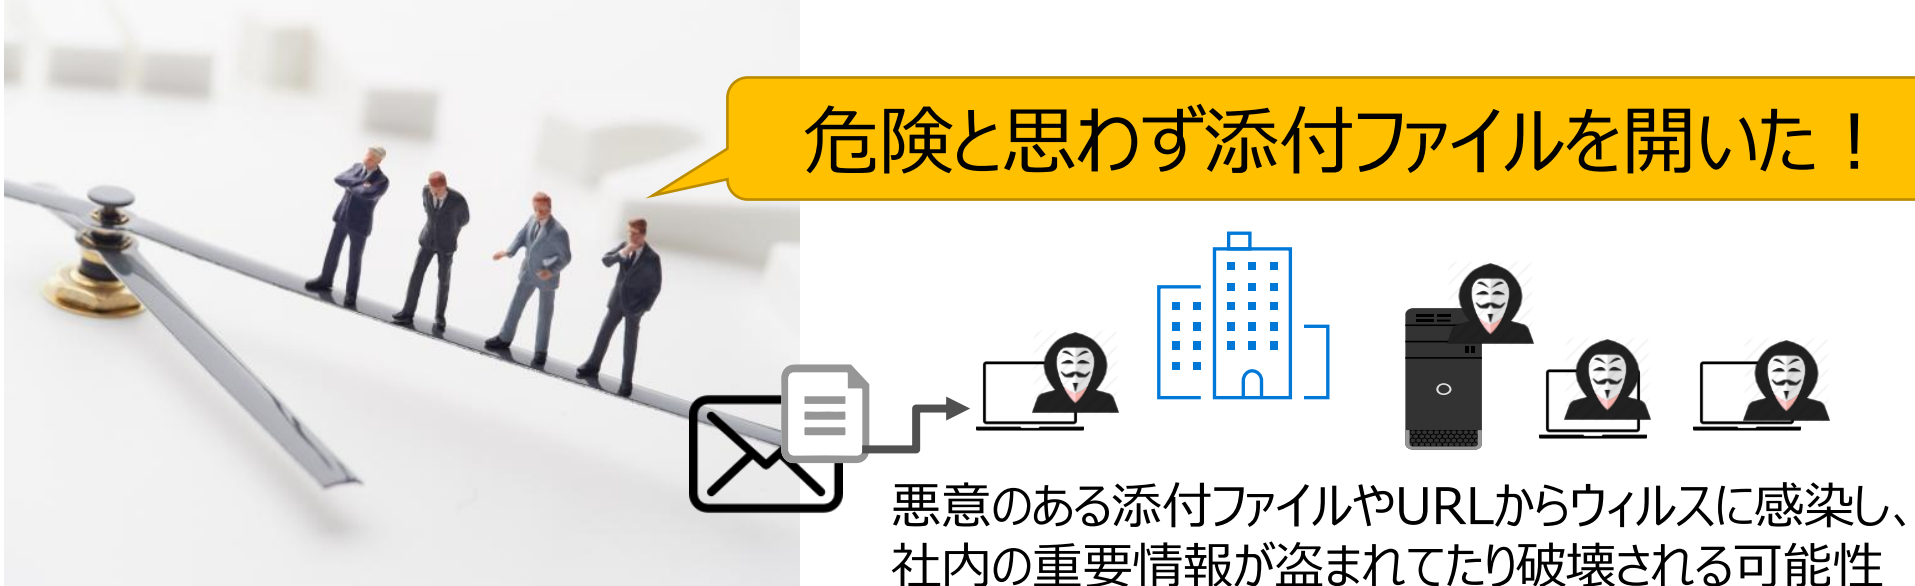 危険と思わず添付ファイルを開いた！
悪意のある添付ファイルやURLからウィルスに感染し、
社内の重要情報が盗まれてたり破壊される可能性